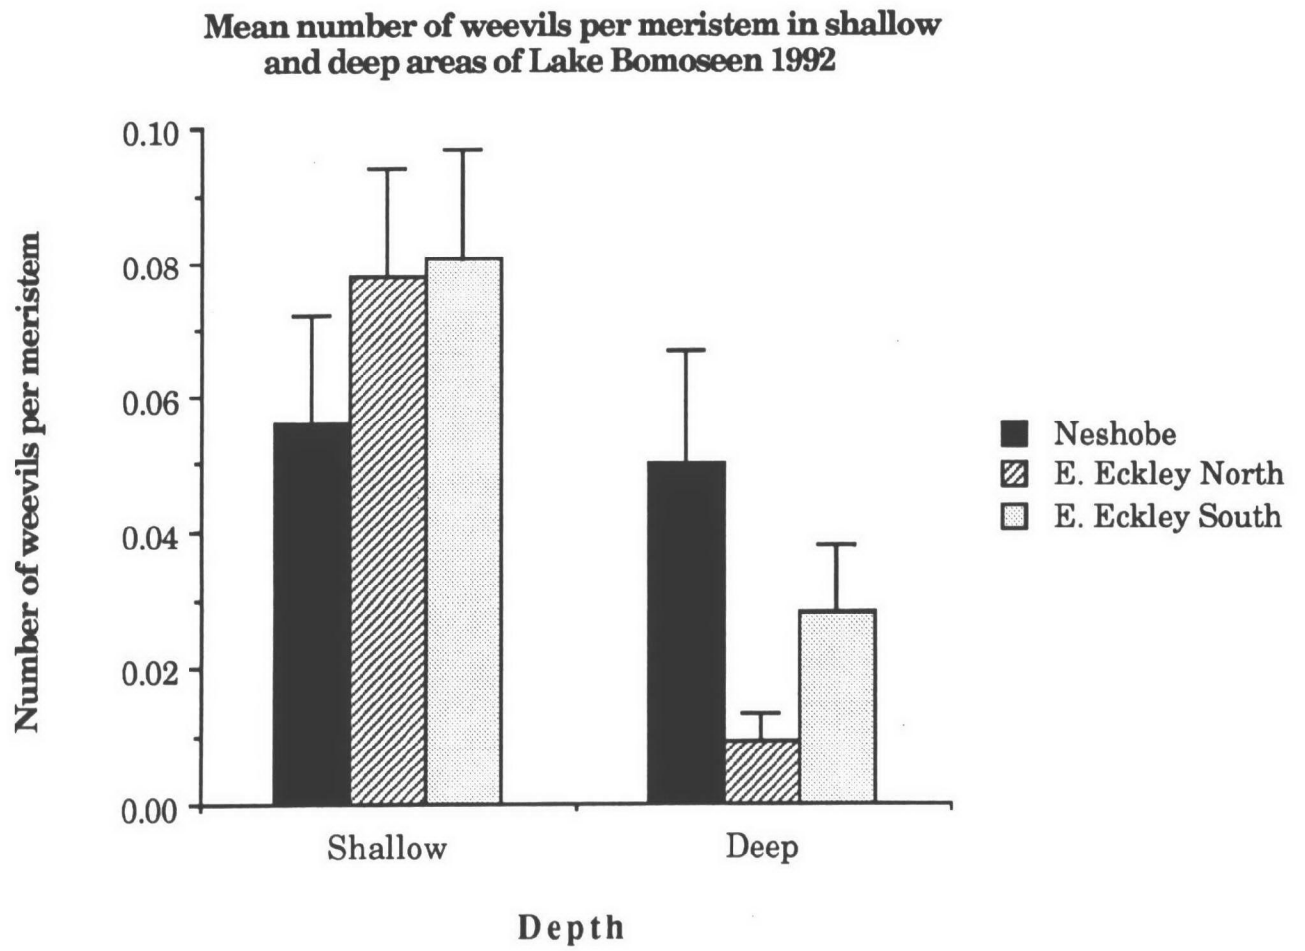 Mean number of weevils per meristem in shallow
and deep areas of Lake Bomoseen 1992
Number of weevils per meristem
0.10
0.08
0.06
0.04
0.02
0.00
Shallow
Deep
Depth
Neshobe
E. Eckley North
E. Eckley South